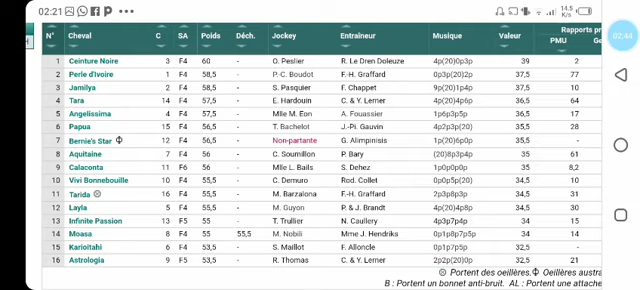 02:21 14.5 K/s
Rapports pr
N° Cheval C SA Poids Déch. Jockey Entraineur Musique Valeur PMU Ge
H
02:44
1 Ceinture Noire 3 F4 60 - O. Peslier R. Le Dren Doleuze 4p(20)0p3p 39 2
2 Perle d'Ivoire 1 F4 58,5 - P.-C. Boudot F.-H. Graffard 0p3p(20)2p 37,5 77
3 Jamilya 2 F4 58,5 - S. Pasquier F. Chappet 9p(20)1p4p 37,5 10
4 Tara 14 F4 57,5 - E. Hardouin C. & Y. Lerner 4p(20)4p6p 36,5 64
5 Angelissima 4 F4 57,5 - Mlle M. Eon A. Fouassier 1p6p3p5p 36,5 17
6 Papua 15 F4 56,5 - T. Bachelot J.-Pi. Gauvin 4p2p3p(20) 35,5 28
7 Bernie's Star 12 F4 56,5 - Non-partante G. Alimpinisis 1p(20)6p0p 35,5 -
8 Aquitaine 7 F4 56 - C. Soumillon P. Bary (20)8p3p4p 35 61
9 Calaconta 11 F6 56 - Mlle L. Bails S. Dehez 1p0p0p0p 35 8,2
10 Vivi Bonnebouille 10 F4 55,5 - C. Demuro Rod. Collet 0p0p5p(20) 34,5 10
11 Tarida 16 F4 55,5 - M. Barzalona F.-H. Graffard 2p3p8p3p 34,5 31
12 Layla 5 F4 55,5 - M. Guyon P. & J. Brandt 4p(20)4p8p 34,5 30
13 Infinite Passion 13 F5 55 - T. Trullier N. Caullery 4p3p7p4p 34 15
14 Moasa 8 F4 55 55,5 M. Nobili Mme J. Hendriks 0p1p8p7p5p 34 14
15 Karioitahi 6 F4 53,5 - S. Maillot F. Alloncle 0p1p7p5p 32,5 -
16 Astrologia 9 F5 53,5 - R. Thomas C. & Y. Lerner 2p2p(20)0p 32,5 21
Portent des oeillères. Oeillères austra
B : Portent un bonnet anti-bruit. AL : Portent une attache